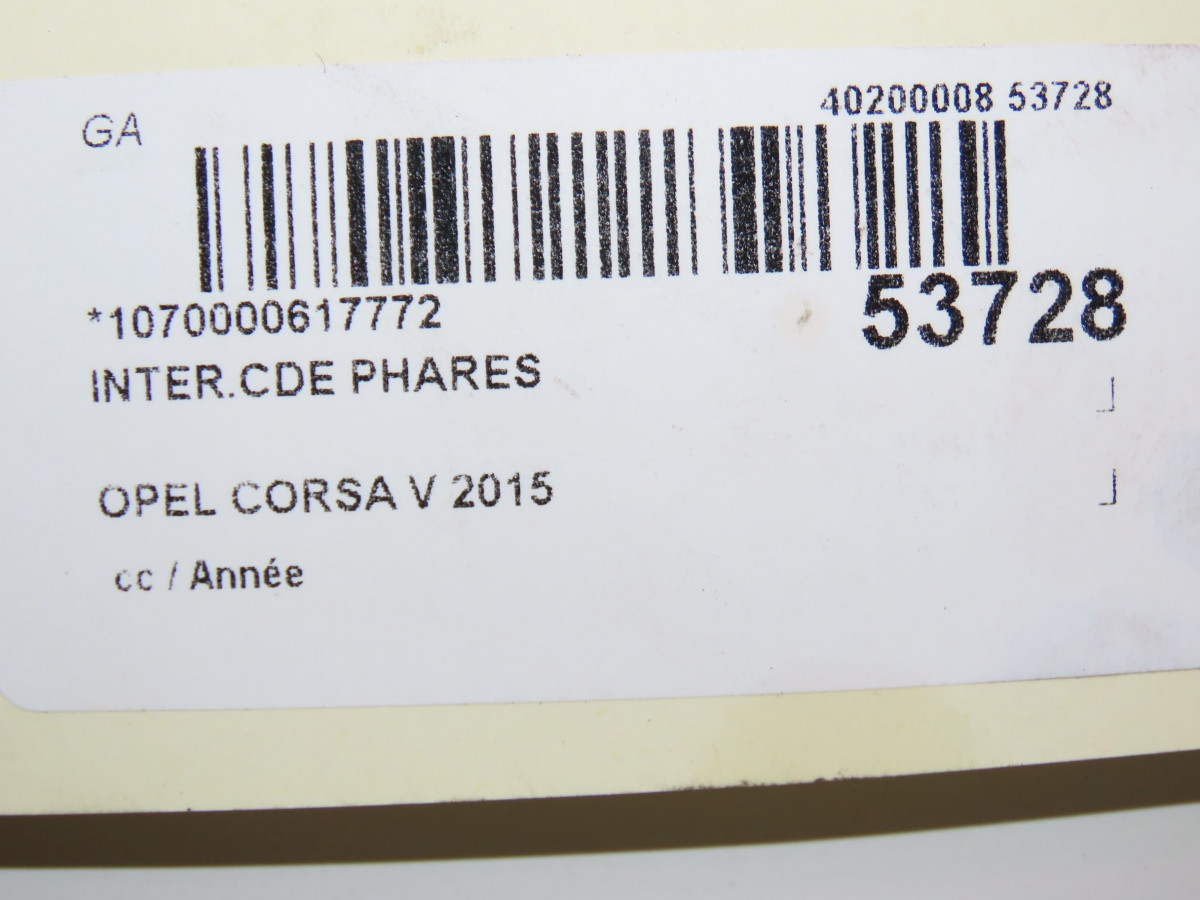 GA
40200008 53728
*1070000617772
53728
INTER.CDE PHARES
OPEL CORSA V 2015
cc / Année